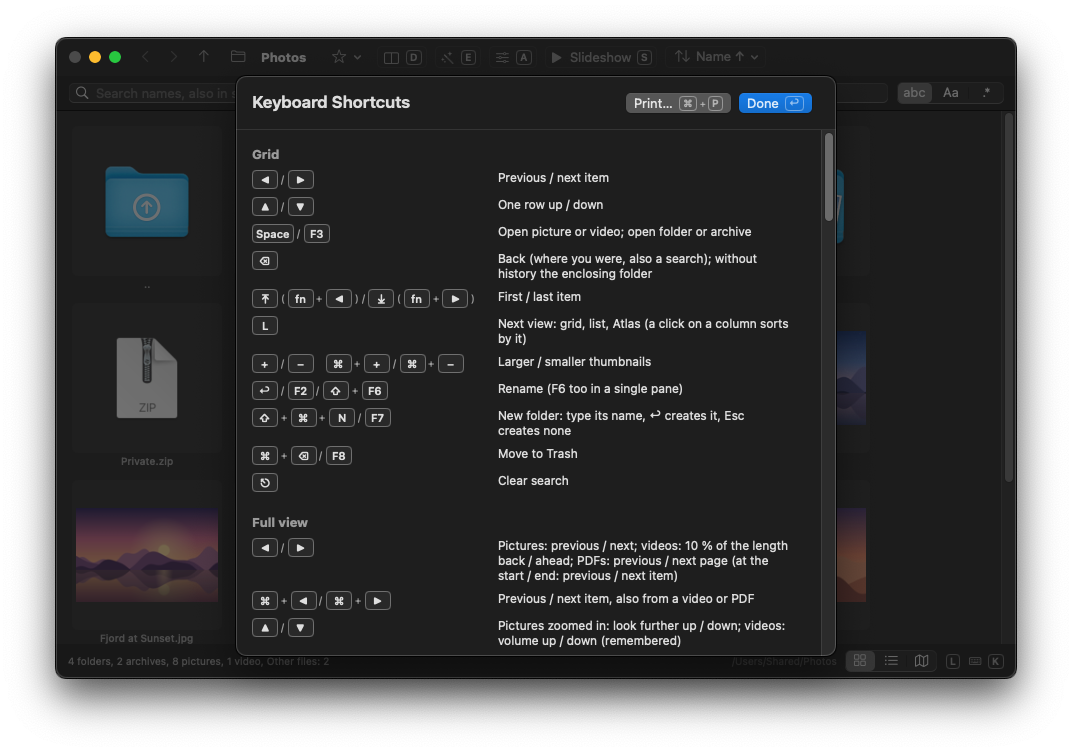 Photos
D
E
A
Slideshow S
Name
Search names, also in
abc
Aa
.*
Keyboard Shortcuts
Print... ⌘ + P
Done ↩
Grid
◀ / ▶ Previous / next item
▲ / ▼ One row up / down
Space / F3 Open picture or video; open folder or archive
⌫ Back (where you were, also a search); without
history the enclosing folder
⤒ ( fn + ◀ ) / ⤓ ( fn + ▶ ) First / last item
L Next view: grid, list, Atlas (a click on a column sorts
by it)
+ / − ⌘ + + / ⌘ + − Larger / smaller thumbnails
↩ / F2 / ⇧ + F6 Rename (F6 too in a single pane)
⇧ + ⌘ + N / F7 New folder: type its name, ↩ creates it, Esc
creates none
⌘ + ⌫ / F8 Move to Trash
⎋ Clear search
Full view
◀ / ▶ Pictures: previous / next; videos: 10 % of the length
back / ahead; PDFs: previous / next page (at the
start / end: previous / next item)
⌘ + ◀ / ⌘ + ▶ Previous / next item, also from a video or PDF
▲ / ▼ Pictures zoomed in: look further up / down; videos:
volume up / down (remembered)
..
ZIP
Private.zip
Fjord at Sunset.jpg
4 folders, 2 archives, 8 pictures, 1 video, Other files: 2
/Users/Shared/Photos
L
K